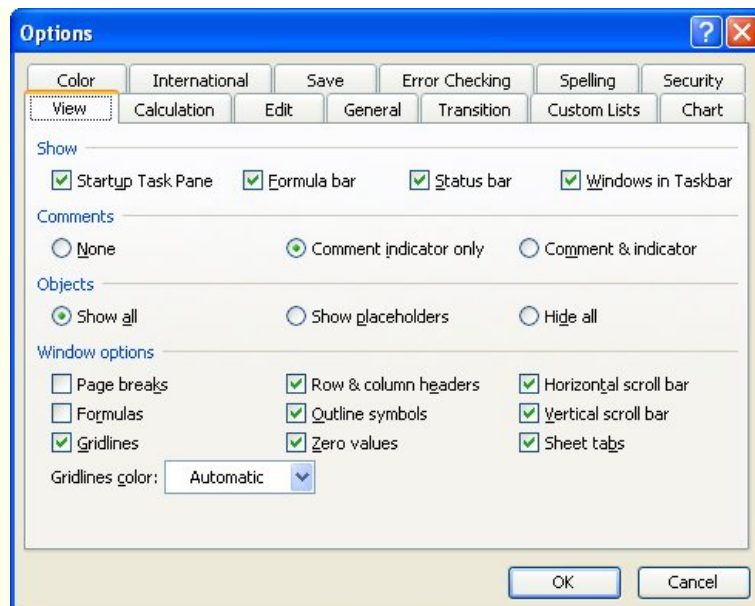 Options
Color International Save Error Checking Spelling Security
View Calculation Edit General Transition Custom Lists Chart
Show
Startup Task Pane Formula bar Status bar Windows in Taskbar
Comments
None Comment indicator only Comment & indicator
Objects
Show all Show placeholders Hide all
Window options
Page breaks Row & column headers Horizontal scroll bar
Formulas Outline symbols Vertical scroll bar
Gridlines Zero values Sheet tabs
Gridlines color: Automatic
OK Cancel